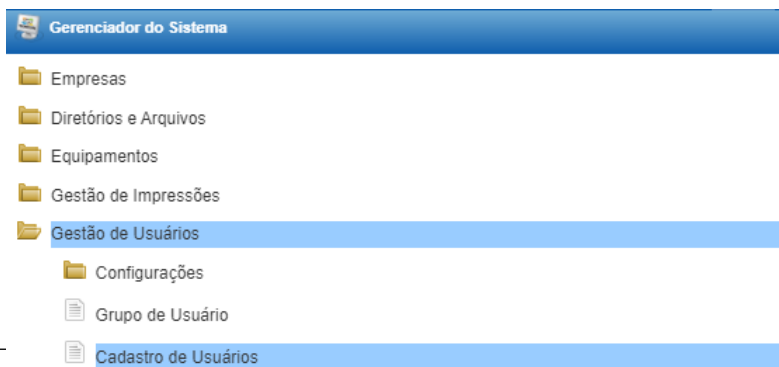 Gerenciador do Sistema
Empresas
Diretórios e Arquivos
Equipamentos
Gestão de Impressões
Gestão de Usuários
Configurações
Grupo de Usuário
Cadastro de Usuários